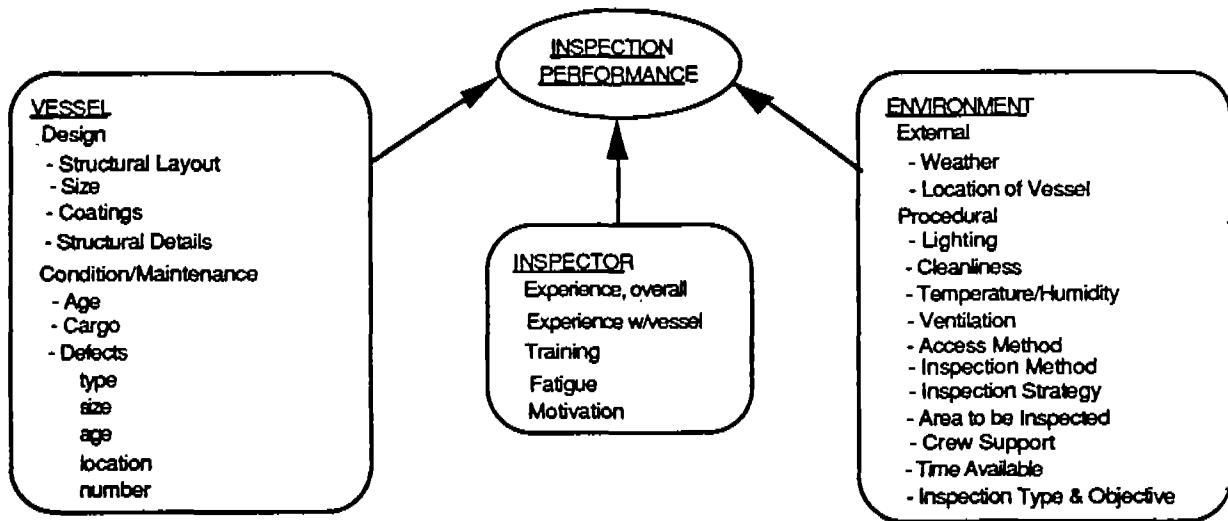 INSPECTION
PERFORMANCE
VESSEL
Design
- Structural Layout
- Size
- Coatings
- Structural Details
Condition/Maintenance
- Age
- Cargo
- Defects
type
size
age
location
number
INSPECTOR
Experience, overall
Experience w/vessel
Training
Fatigue
Motivation
ENVIRONMENT
External
- Weather
- Location of Vessel
Procedural
- Lighting
- Cleanliness
- Temperature/Humidity
- Ventilation
- Access Method
- Inspection Method
- Inspection Strategy
- Area to be Inspected
- Crew Support
- Time Available
- Inspection Type & Objective